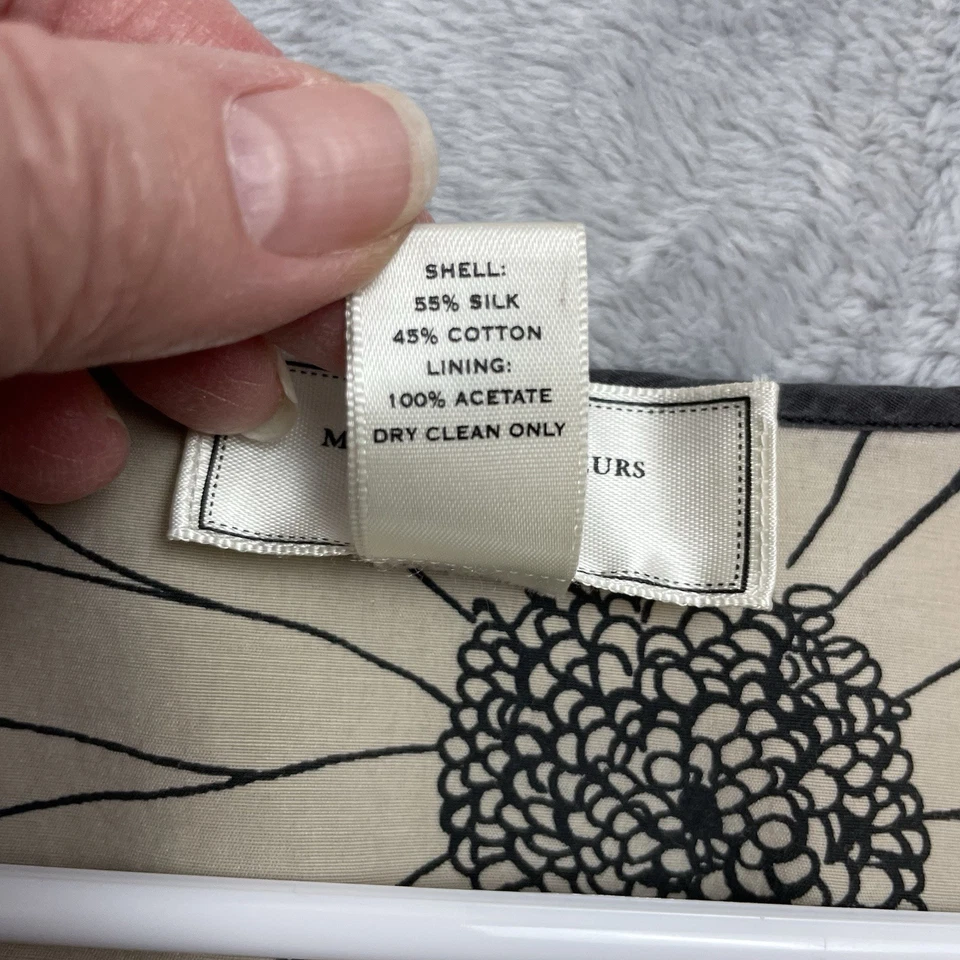 SHELL:
55% SILK
45% COTTON
LINING:
100% ACETATE
DRY CLEAN ONLY